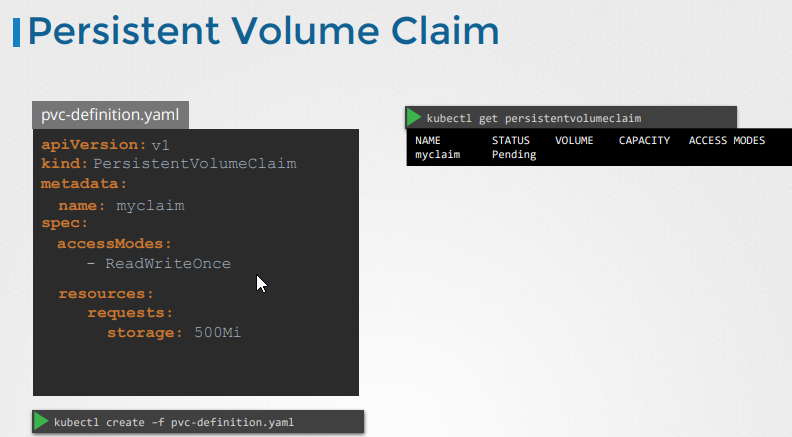 Persistent Volume Claim
pvc-definition.yaml
apiVersion: v1
kind: PersistentVolumeClaim
metadata:
name: myclaim
spec:
accessModes:
- ReadWriteOnce
resources:
requests:
storage: 500Mi
kubectl create –f pvc-definition.yaml
kubectl get persistentvolumeclaim
NAME STATUS VOLUME CAPACITY ACCESS MODES
myclaim Pending